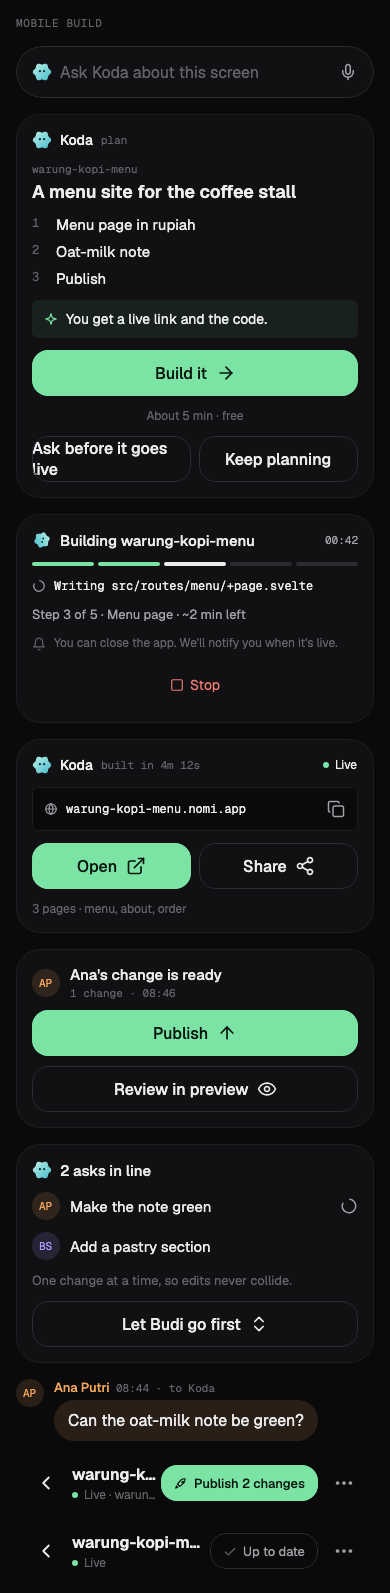 MOBILE BUILD
Ask Koda about this screen
Koda plan
warung-kopi-menu
A menu site for the coffee stall
1 Menu page in rupiah
2 Oat-milk note
3 Publish
You get a live link and the code.
Build it
About 5 min · free
Ask before it goes
live
Keep planning
Building warung-kopi-menu 00:42
Writing src/routes/menu/+page.svelte
Step 3 of 5 · Menu page · ~2 min left
You can close the app. We'll notify you when it's live.
Stop
Koda built in 4m 12s Live
warung-kopi-menu.nomi.app
Open Share
3 pages · menu, about, order
AP Ana's change is ready
1 change · 08:46
Publish
Review in preview
2 asks in line
AP Make the note green
BS Add a pastry section
One change at a time, so edits never collide.
Let Budi go first
AP Ana Putri 08:44 · to Koda
Can the oat-milk note be green?
warung-k... Publish 2 changes
Live · warun...
warung-kopi-m... Up to date
Live